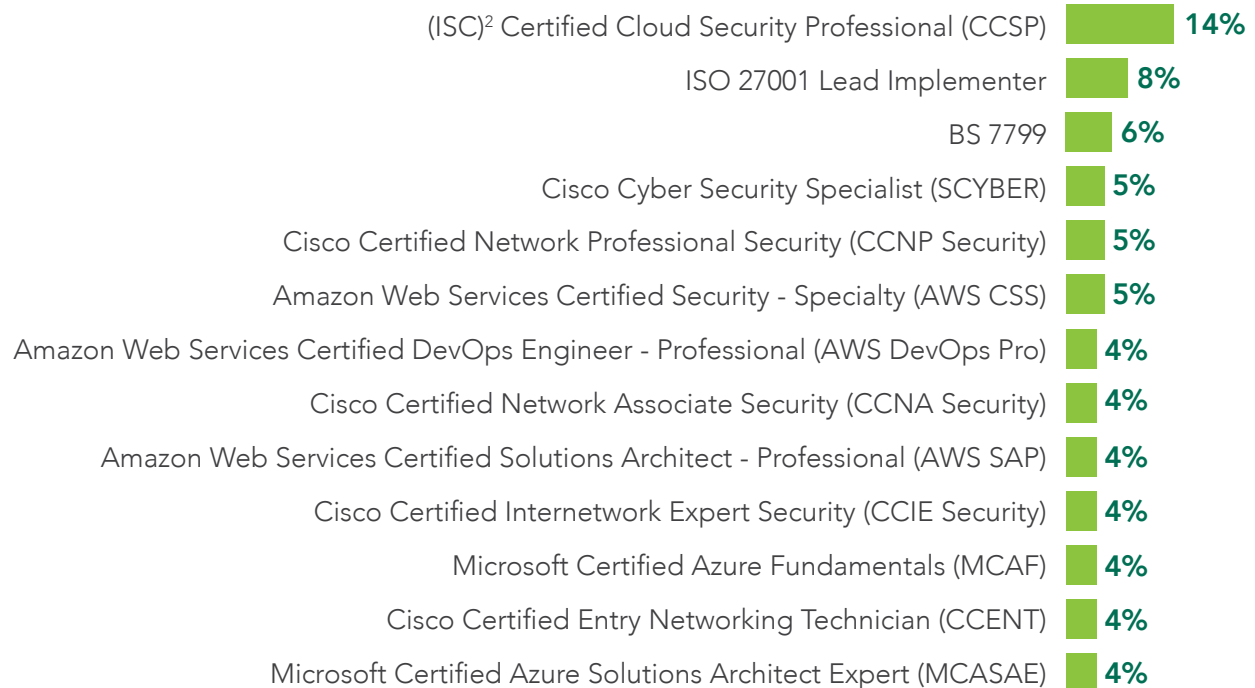 (ISC)² Certified Cloud Security Professional (CCSP) 14%
ISO 27001 Lead Implementer 8%
BS 7799 6%
Cisco Cyber Security Specialist (SCYBER) 5%
Cisco Certified Network Professional Security (CCNP Security) 5%
Amazon Web Services Certified Security - Specialty (AWS CSS) 5%
Amazon Web Services Certified DevOps Engineer - Professional (AWS DevOps Pro) 4%
Cisco Certified Network Associate Security (CCNA Security) 4%
Amazon Web Services Certified Solutions Architect - Professional (AWS SAP) 4%
Cisco Certified Internetwork Expert Security (CCIE Security) 4%
Microsoft Certified Azure Fundamentals (MCAF) 4%
Cisco Certified Entry Networking Technician (CCENT) 4%
Microsoft Certified Azure Solutions Architect Expert (MCASAE) 4%